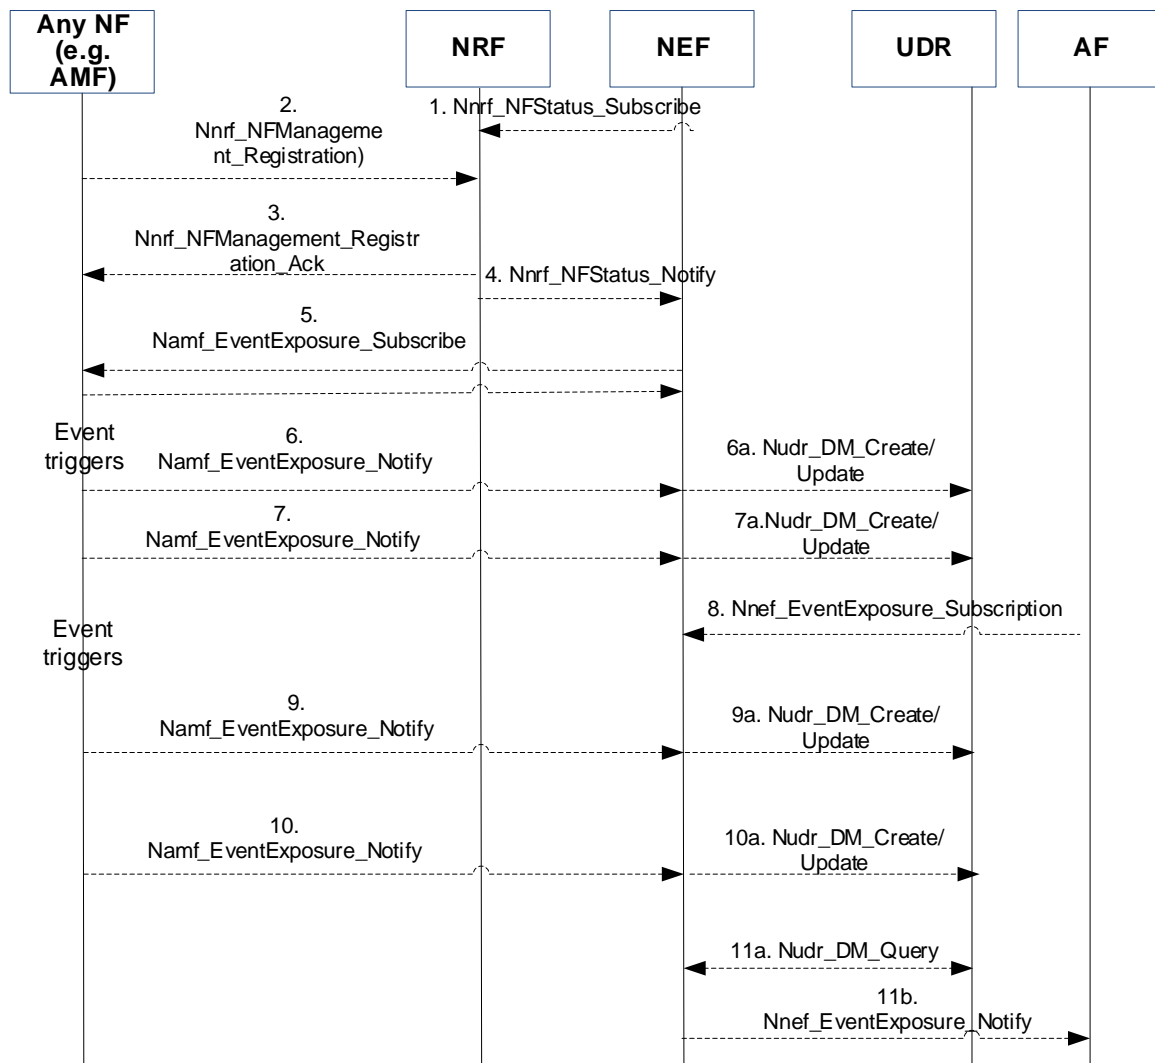 Any NF
(e.g.
AMF)
NRF
NEF
UDR
AF
1. Nnrf_NFStatus_Subscribe
2.
Nnrf_NFManageme
nt_Registration)
3.
Nnrf_NFManagement_Registr
ation_Ack
4. Nnrf_NFStatus_Notify
5.
Namf_EventExposure_Subscribe
Event
triggers
6.
Namf_EventExposure_Notify
6a. Nudr_DM_Create/
Update
7.
Namf_EventExposure_Notify
7a.Nudr_DM_Create/
Update
8. Nnef_EventExposure_Subscription
Event
triggers
9.
Namf_EventExposure_Notify
9a. Nudr_DM_Create/
Update
10.
Namf_EventExposure_Notify
10a. Nudr_DM_Create/
Update
11a. Nudr_DM_Query
11b.
Nnef_EventExposure_Notify